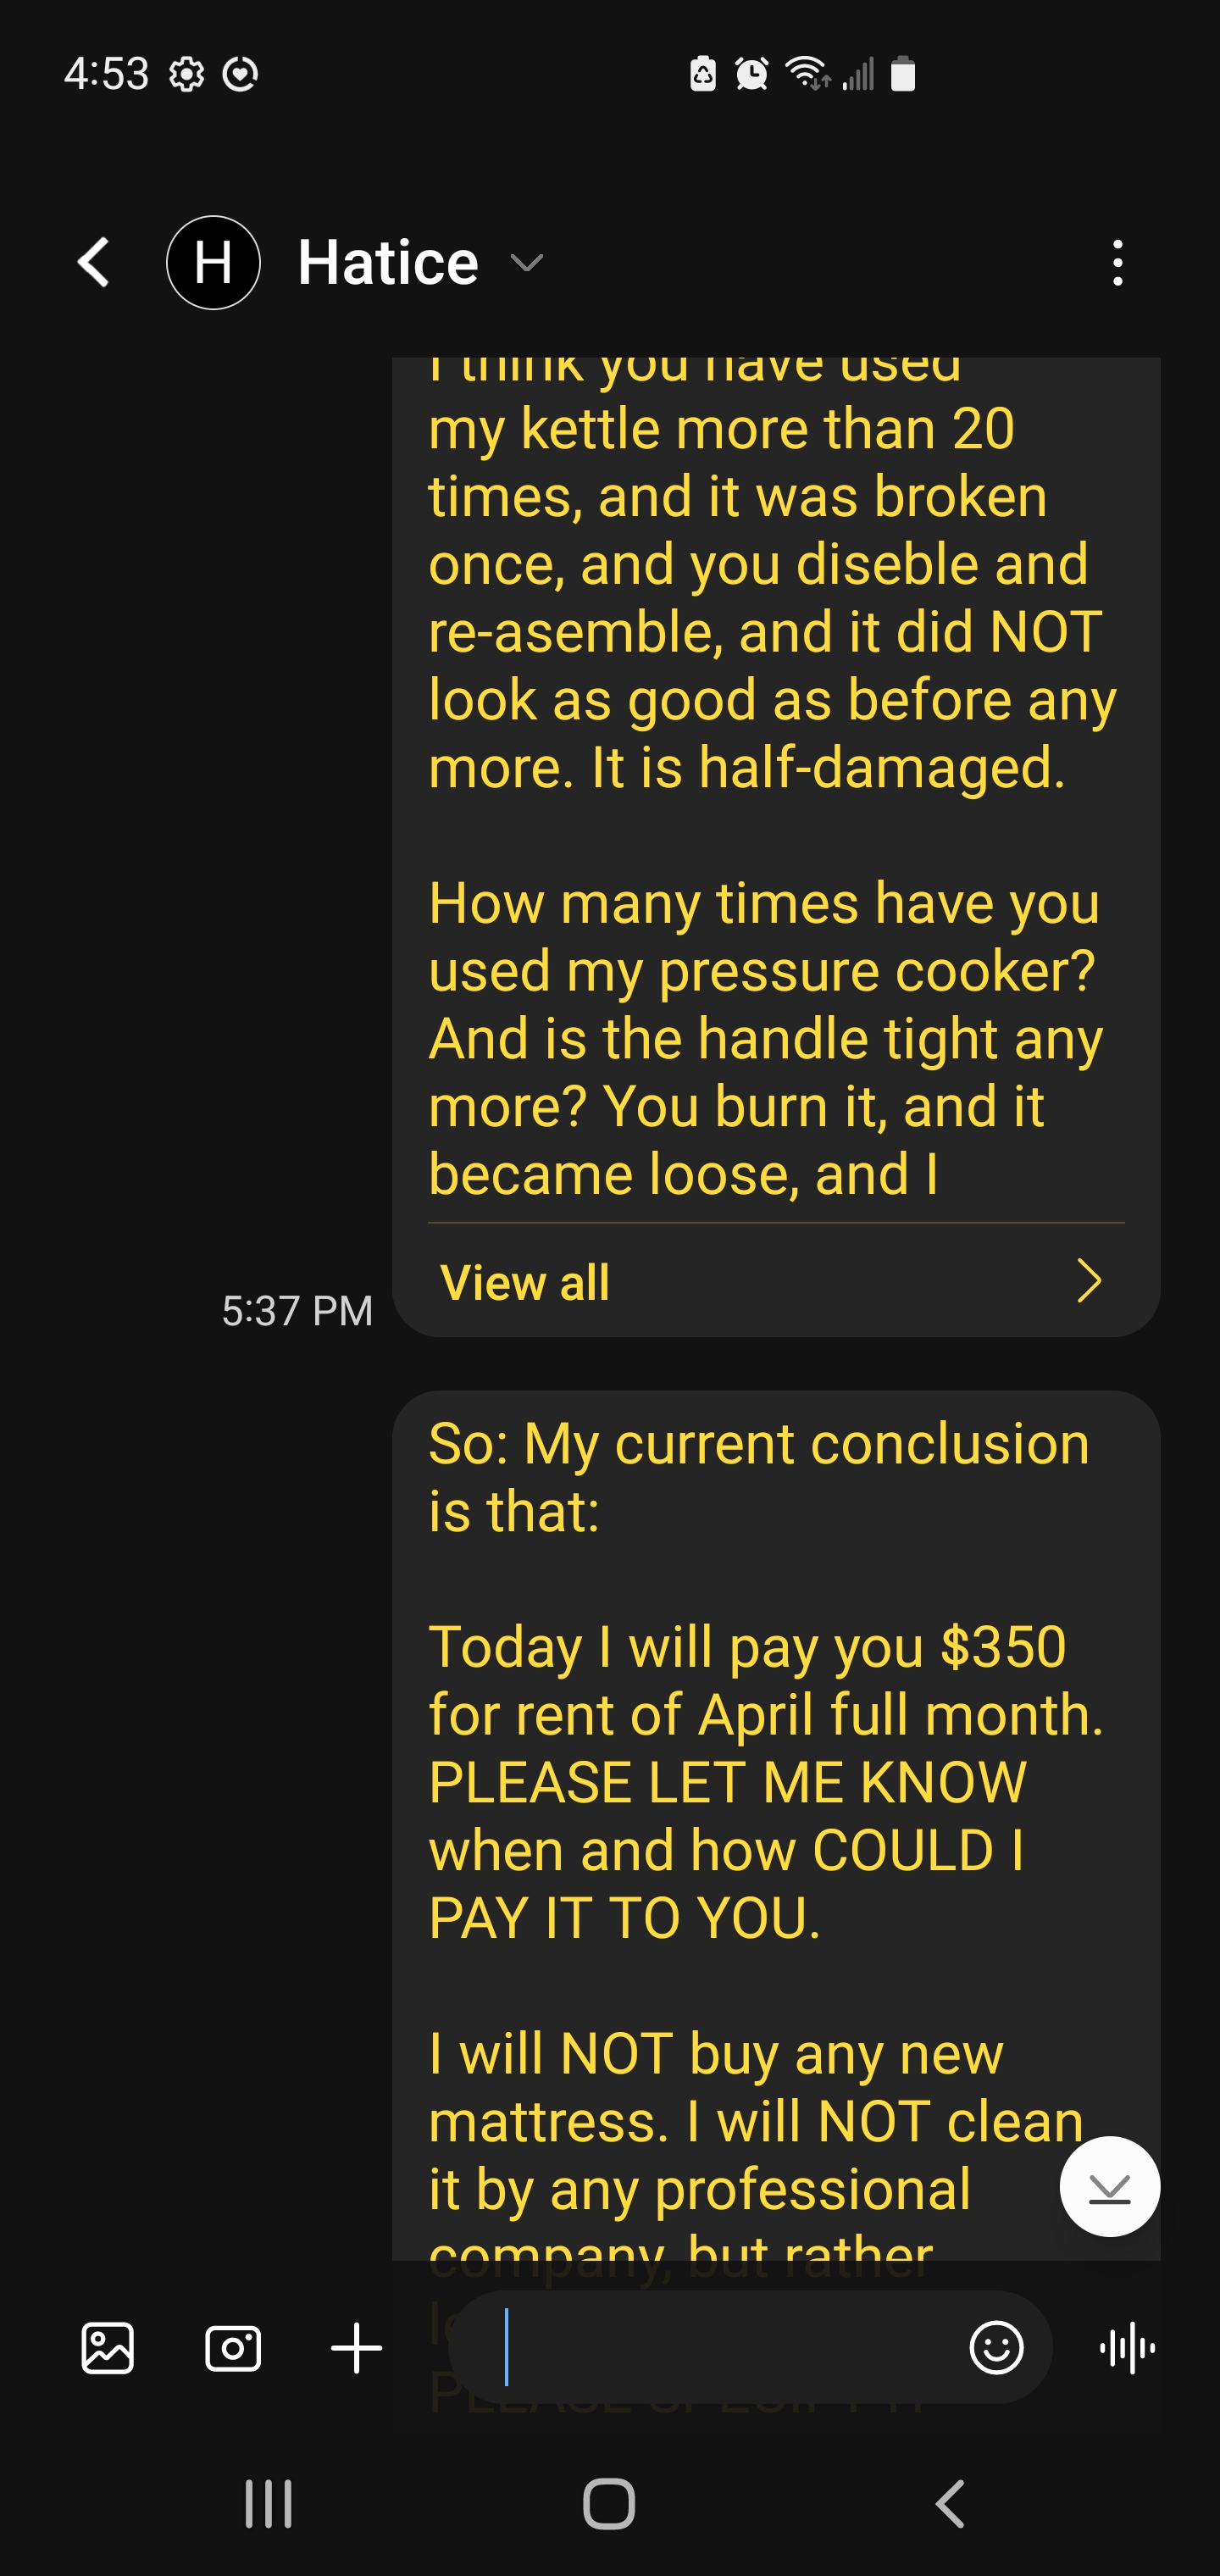 4:53
H Hatice
I think you have used
my kettle more than 20
times, and it was broken
once, and you diseble and
re-asemble, and it did NOT
look as good as before any
more. It is half-damaged.
How many times have you
used my pressure cooker?
And is the handle tight any
more? You burn it, and it
became loose, and I
View all
5:37 PM
So: My current conclusion
is that:
Today I will pay you $350
for rent of April full month.
PLEASE LET ME KNOW
when and how COULD I
PAY IT TO YOU.
I will NOT buy any new
mattress. I will NOT clean
it by any professional
company, but rather
PLEASE SPECIFY